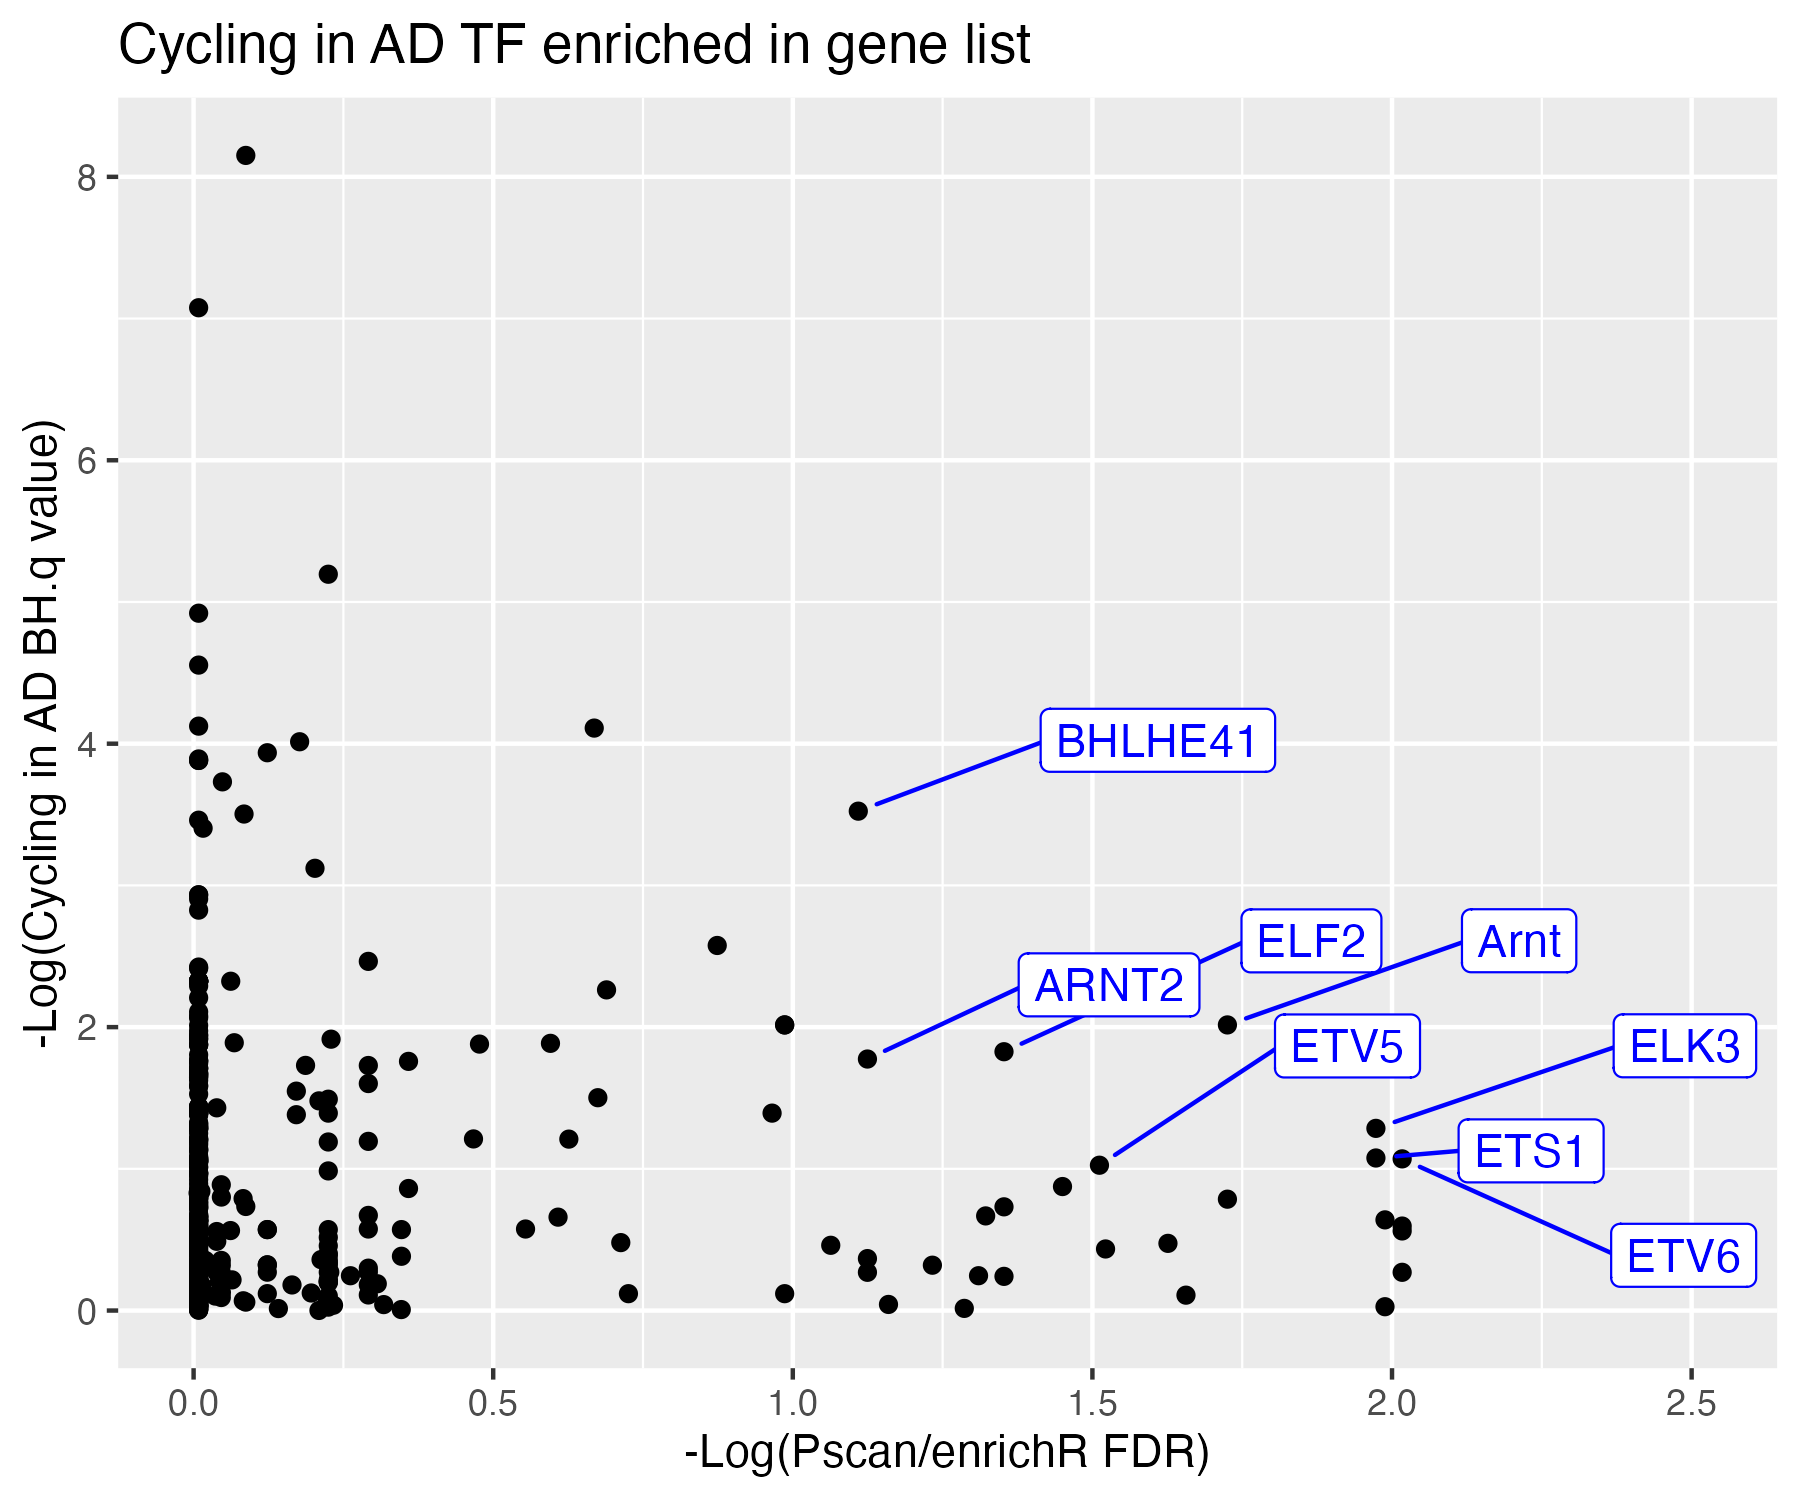 Cycling in AD TF enriched in gene list
-Log(Cycling in AD BH.q value)
8
6
4
2
0
BHLHE41
ELF2
Arnt
ARNT2
ETV5
ELK3
ETS1
ETV6
0.0 0.5 1.0 1.5 2.0 2.5
-Log(Pscan/enrichR FDR)